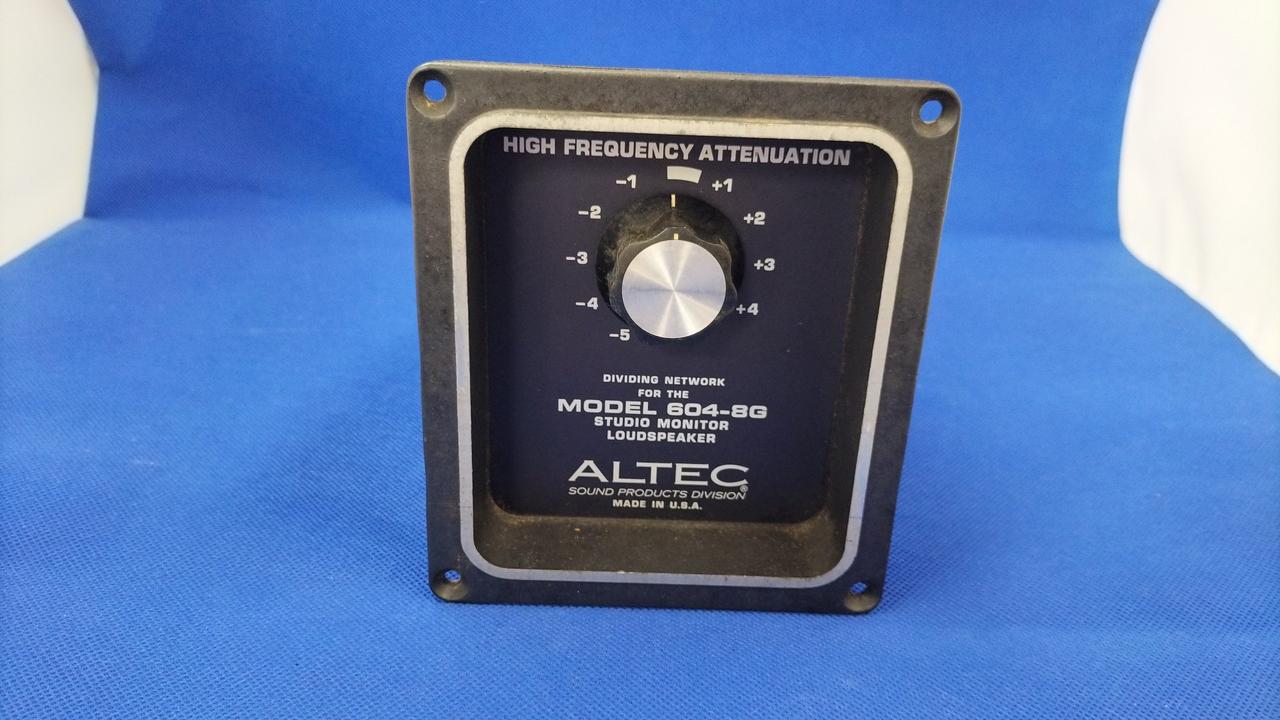 HIGH FREQUENCY ATTENUATION
-1 +1
-2 +2
-3 +3
-4 +4
-5
DIVIDING NETWORK
FOR THE
MODEL 604-8G
STUDIO MONITOR
LOUDSPEAKER
ALTEC®
SOUND PRODUCTS DIVISION
MADE IN U.S.A.